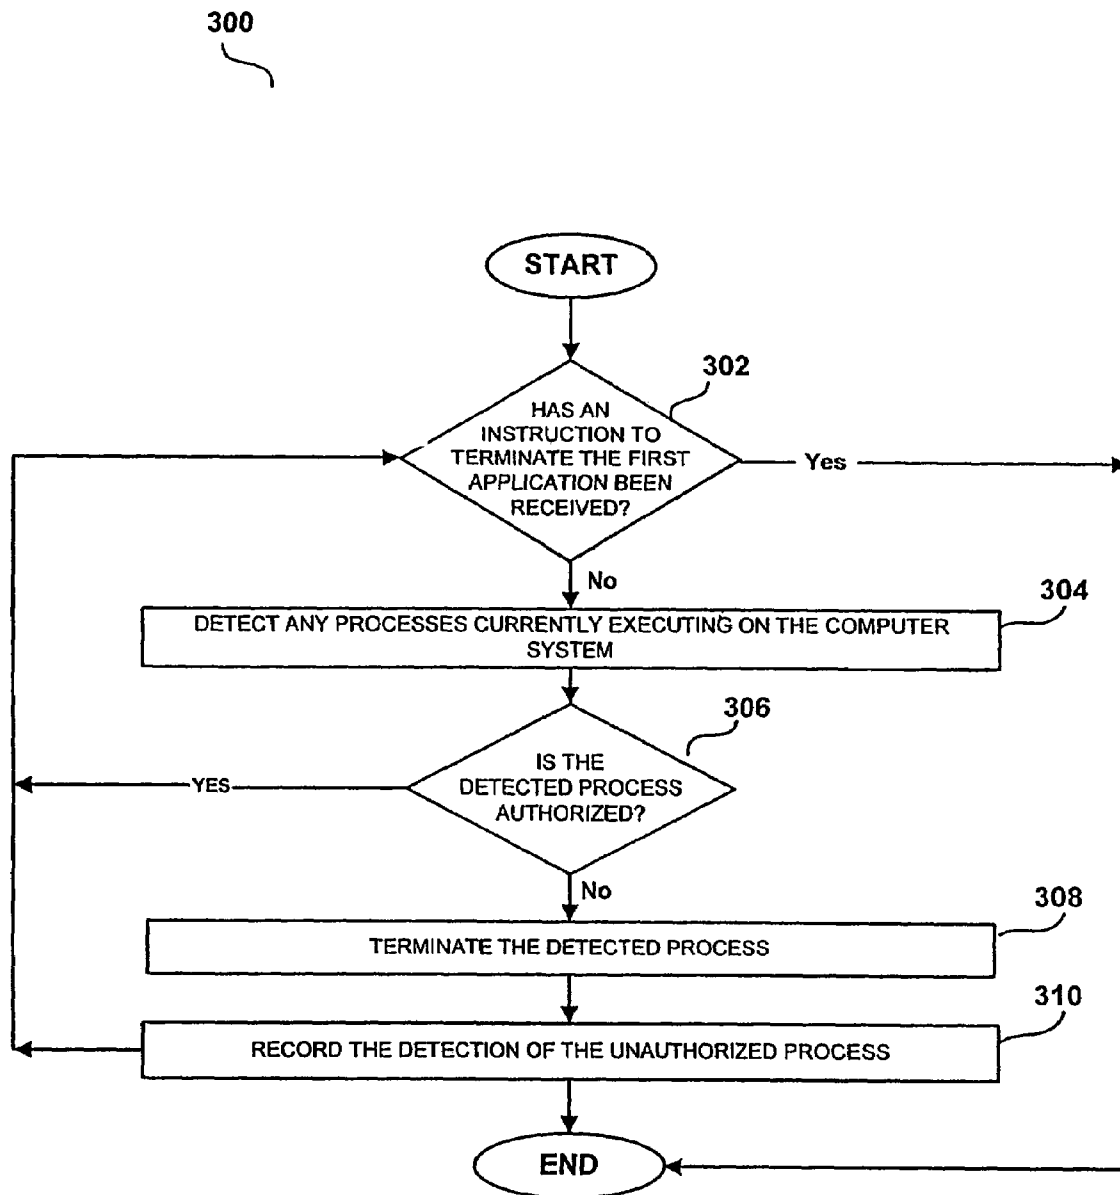 300
START
302
HAS AN
INSTRUCTION TO
TERMINATE THE FIRST
APPLICATION BEEN
RECEIVED?
Yes
No
304
DETECT ANY PROCESSES CURRENTLY EXECUTING ON THE COMPUTER
SYSTEM
306
IS THE
DETECTED PROCESS
AUTHORIZED?
YES
No
308
TERMINATE THE DETECTED PROCESS
310
RECORD THE DETECTION OF THE UNAUTHORIZED PROCESS
END